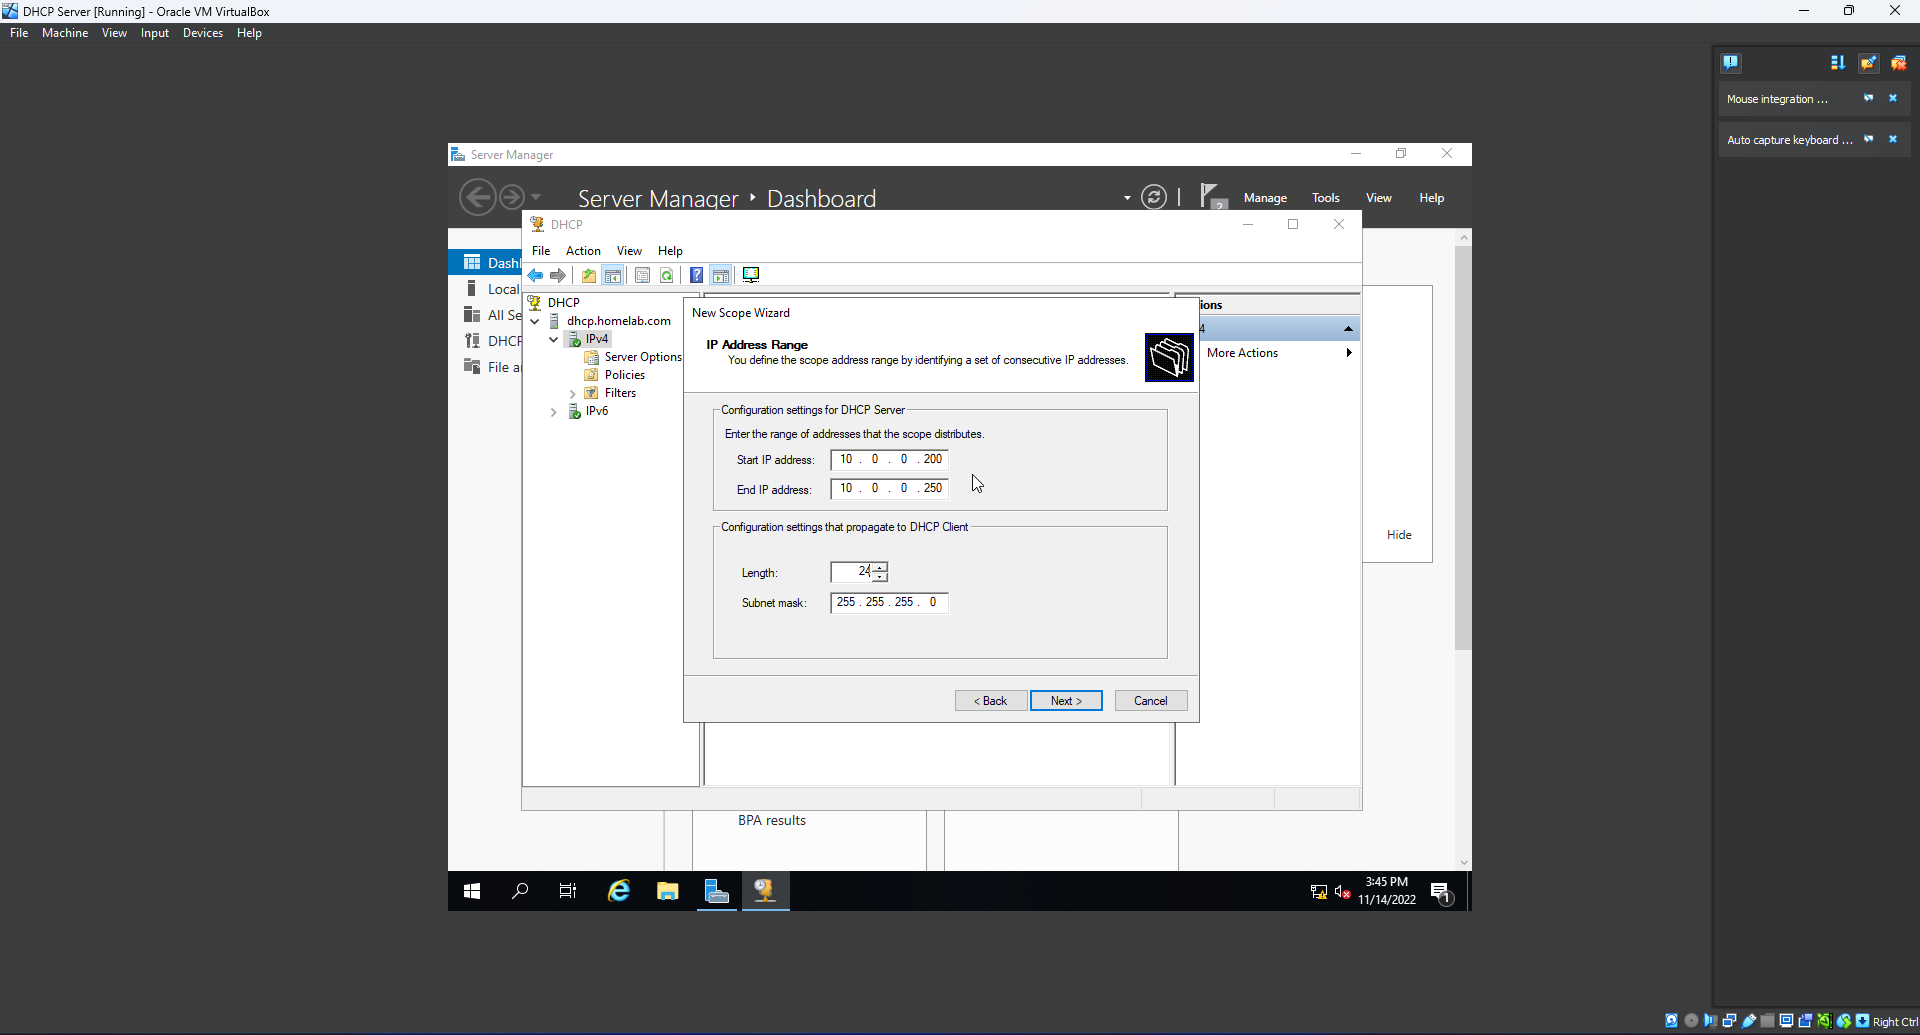 DHCP Server [Running] - Oracle VM VirtualBox
File Machine View Input Devices Help
Mouse integration ...
Auto capture keyboard ...
Server Manager
Server Manager Dashboard
2
Manage Tools View Help
DHCP
File Action View Help
Dash
Local
All Se
DHCP
File a
DHCP
dhcp.homelab.com
IPv4
Server Options
Policies
Filters
IPv6
New Scope Wizard
IP Address Range
You define the scope address range by identifying a set of consecutive IP addresses.
Configuration settings for DHCP Server
Enter the range of addresses that the scope distributes.
Start IP address: 10 . 0 . 0 . 200
End IP address: 10 . 0 . 0 . 250
Configuration settings that propagate to DHCP Client
Length: 24
Subnet mask: 255 . 255 . 255 . 0
< Back Next > Cancel
ions
4
More Actions
Hide
BPA results
3:45 PM
11/14/2022
1
Right Ctrl